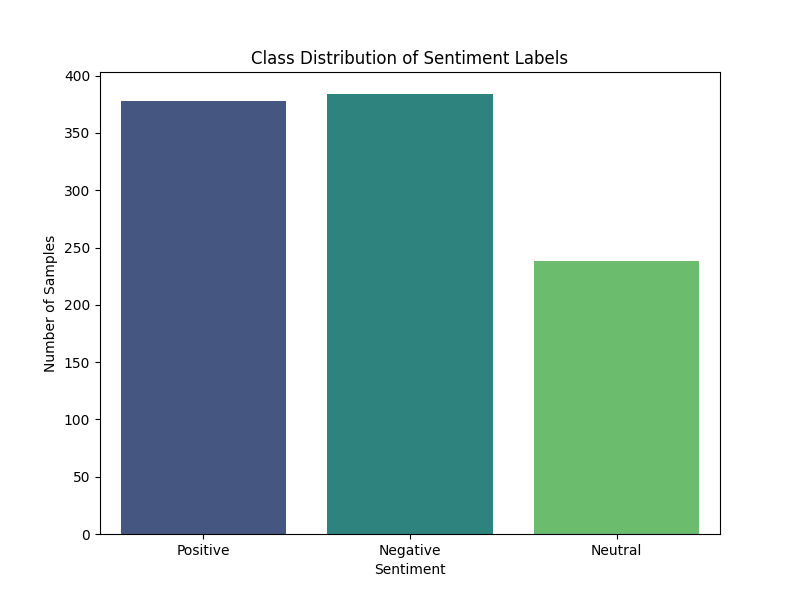 Class Distribution of Sentiment Labels
400
350
300
250
200
150
100
50
0
Number of Samples
Positive Negative Neutral
Sentiment